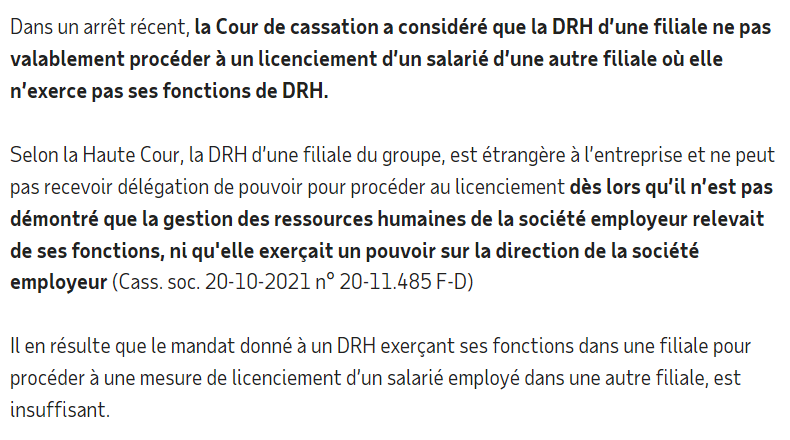 Dans un arrêt récent, la Cour de cassation a considéré que la DRH d’une filiale ne pas
valablement procéder à un licenciement d’un salarié d’une autre filiale où elle
n’exerce pas ses fonctions de DRH.
Selon la Haute Cour, la DRH d’une filiale du groupe, est étrangère à l’entreprise et ne peut
pas recevoir délégation de pouvoir pour procéder au licenciement dès lors qu’il n’est pas
démontré que la gestion des ressources humaines de la société employeur relevait
de ses fonctions, ni qu'elle exerçait un pouvoir sur la direction de la société
employeur (Cass. soc. 20-10-2021 n° 20-11.485 F-D)
Il en résulte que le mandat donné à un DRH exerçant ses fonctions dans une filiale pour
procéder à une mesure de licenciement d’un salarié employé dans une autre filiale, est
insuffisant.